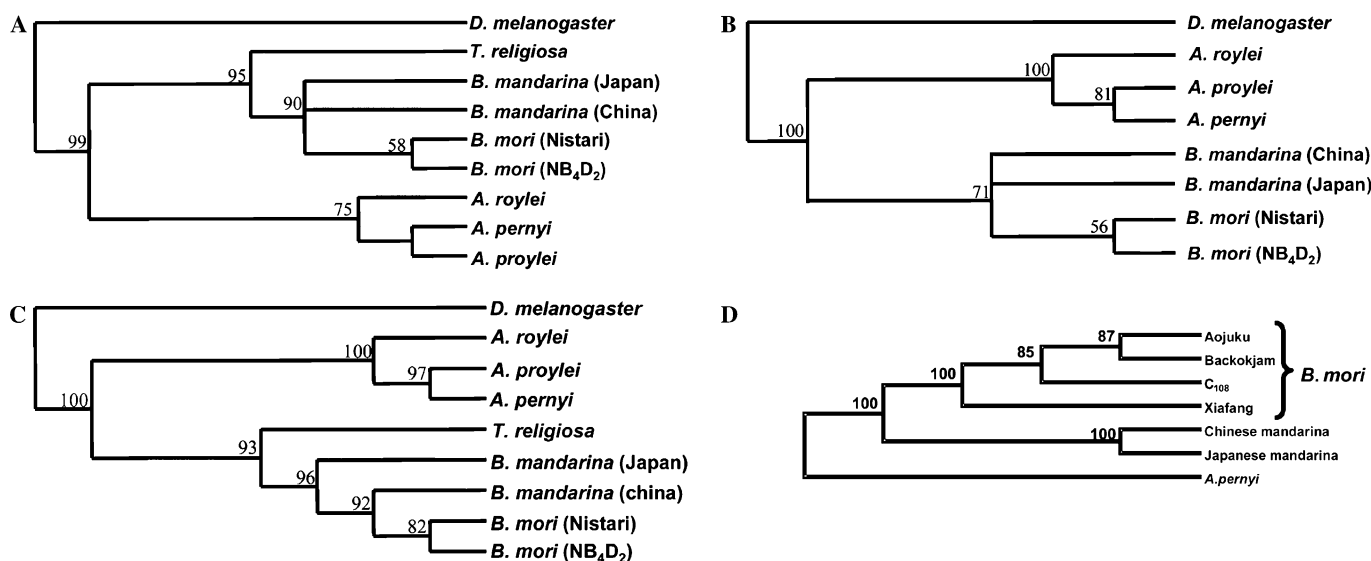 A
D. melanogaster
T. religiosa
95
B. mandarina (Japan)
90
B. mandarina (China)
99
B. mori (Nistari)
58
B. mori (NB₄D₂)
A. roylei
75
A. pernyi
A. proylei
B
D. melanogaster
A. roylei
100
A. proylei
81
A. pernyi
100
B. mandarina (China)
71
B. mandarina (Japan)
B. mori (Nistari)
56
B. mori (NB₄D₂)
C
D. melanogaster
A. roylei
100
A. proylei
97
A. pernyi
100
T. religiosa
93
B. mandarina (Japan)
96
B. mandarina (china)
92
B. mori (Nistari)
82
B. mori (NB₄D₂)
D
87
Aojuku
85
Backokjam
100
C₁₀₈
B. mori
100
Xiafang
Chinese mandarina
100
Japanese mandarina
A.pernyi